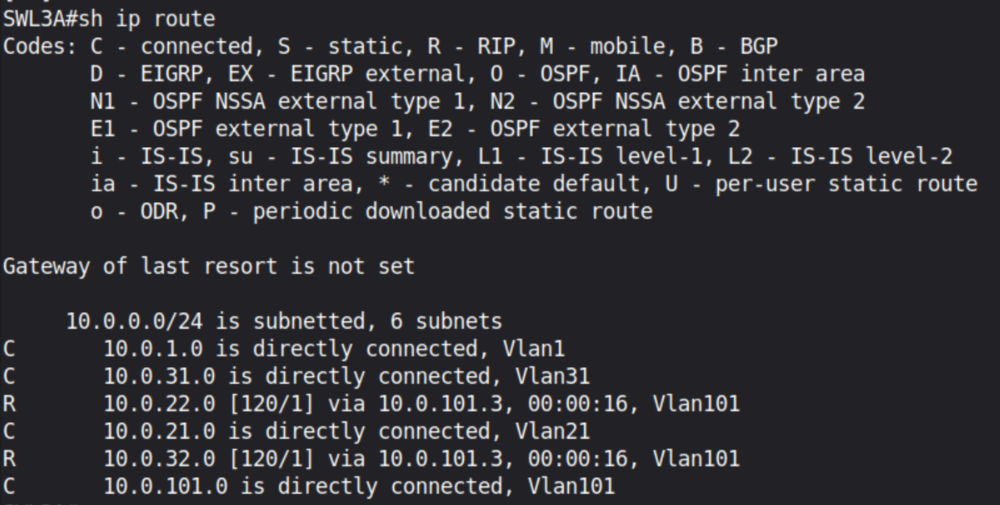 SWL3A#sh ip route
Codes: C - connected, S - static, R - RIP, M - mobile, B - BGP
       D - EIGRP, EX - EIGRP external, O - OSPF, IA - OSPF inter area
       N1 - OSPF NSSA external type 1, N2 - OSPF NSSA external type 2
       E1 - OSPF external type 1, E2 - OSPF external type 2
       i - IS-IS, su - IS-IS summary, L1 - IS-IS level-1, L2 - IS-IS level-2
       ia - IS-IS inter area, * - candidate default, U - per-user static route
       o - ODR, P - periodic downloaded static route

Gateway of last resort is not set

     10.0.0.0/24 is subnetted, 6 subnets
C       10.0.1.0 is directly connected, Vlan1
C       10.0.31.0 is directly connected, Vlan31
R       10.0.22.0 [120/1] via 10.0.101.3, 00:00:16, Vlan101
C       10.0.21.0 is directly connected, Vlan21
R       10.0.32.0 [120/1] via 10.0.101.3, 00:00:16, Vlan101
C       10.0.101.0 is directly connected, Vlan101